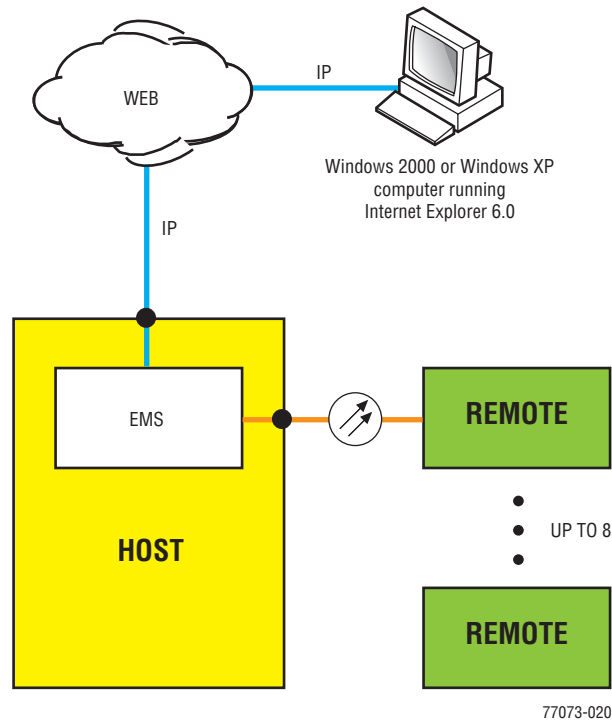 WEB
IP
Windows 2000 or Windows XP
computer running
Internet Explorer 6.0
IP
EMS
REMOTE
UP TO 8
HOST
REMOTE
77073-020